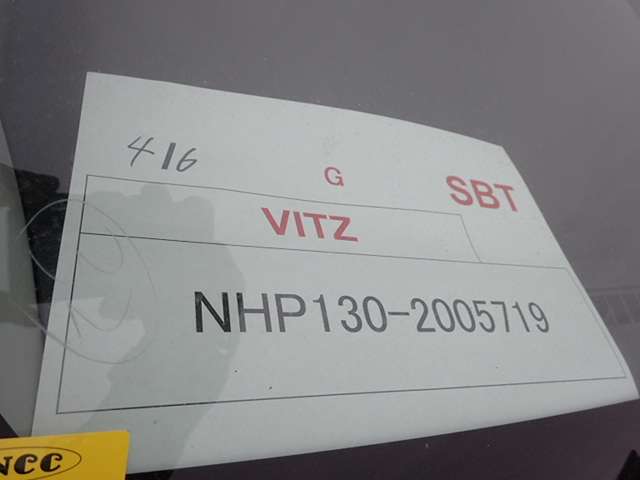 416
G
SBT
VITZ
NHP130-2005719
NCC